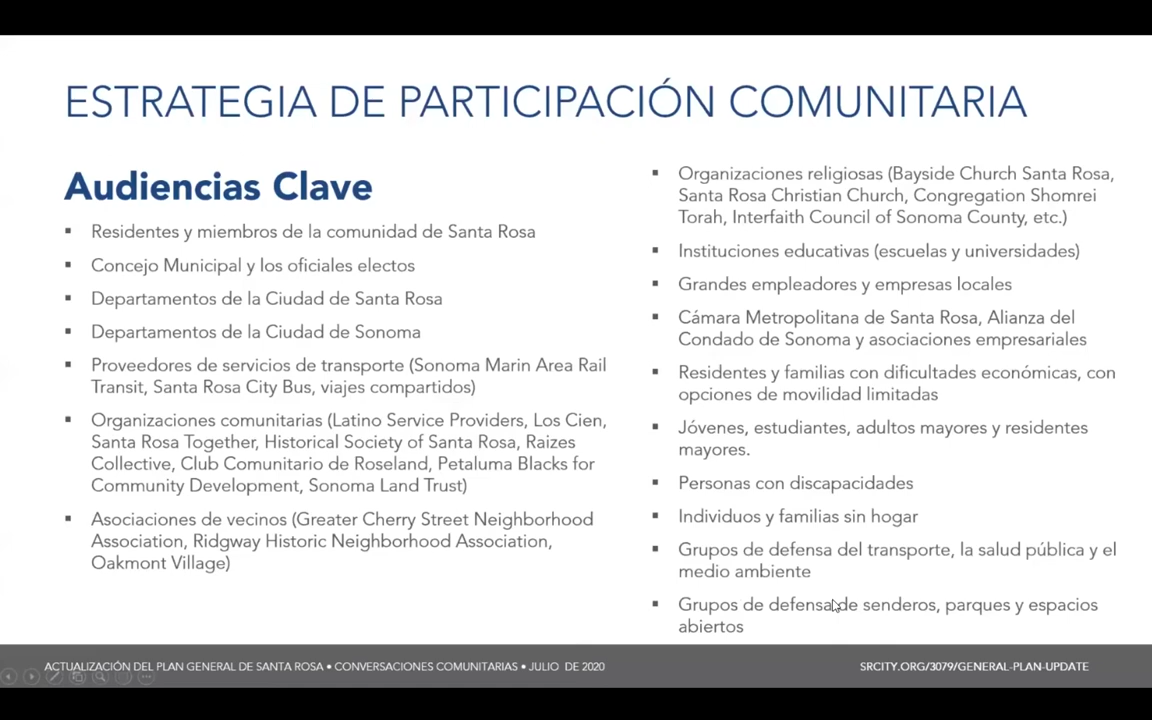 ESTRATEGIA DE PARTICIPACIÓN COMUNITARIA
Audiencias Clave
▪ Residentes y miembros de la comunidad de Santa Rosa
▪ Concejo Municipal y los oficiales electos
▪ Departamentos de la Ciudad de Santa Rosa
▪ Departamentos de la Ciudad de Sonoma
▪ Proveedores de servicios de transporte (Sonoma Marin Area Rail
Transit, Santa Rosa City Bus, viajes compartidos)
▪ Organizaciones comunitarias (Latino Service Providers, Los Cien,
Santa Rosa Together, Historical Society of Santa Rosa, Raizes
Collective, Club Comunitario de Roseland, Petaluma Blacks for
Community Development, Sonoma Land Trust)
▪ Asociaciones de vecinos (Greater Cherry Street Neighborhood
Association, Ridgway Historic Neighborhood Association,
Oakmont Village)
▪ Organizaciones religiosas (Bayside Church Santa Rosa,
Santa Rosa Christian Church, Congregation Shomrei
Torah, Interfaith Council of Sonoma County, etc.)
▪ Instituciones educativas (escuelas y universidades)
▪ Grandes empleadores y empresas locales
▪ Cámara Metropolitana de Santa Rosa, Alianza del
Condado de Sonoma y asociaciones empresariales
▪ Residentes y familias con dificultades económicas, con
opciones de movilidad limitadas
▪ Jóvenes, estudiantes, adultos mayores y residentes
mayores.
▪ Personas con discapacidades
▪ Individuos y familias sin hogar
▪ Grupos de defensa del transporte, la salud pública y el
medio ambiente
▪ Grupos de defensa de senderos, parques y espacios
abiertos
ACTUALIZACIÓN DEL PLAN GENERAL DE SANTA ROSA • CONVERSACIONES COMUNITARIAS • JULIO DE 2020
SRCITY.ORG/3079/GENERAL-PLAN-UPDATE